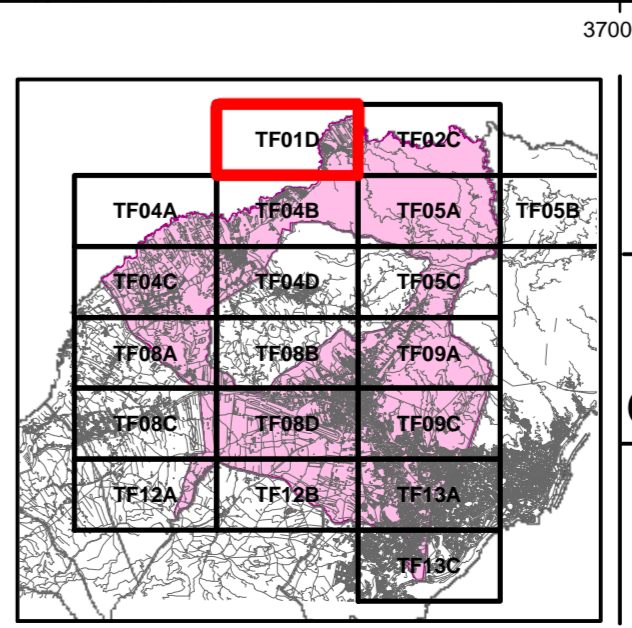 3700
TF01D TF02C
TF04A TF04B TF05A TF05B
TF04C TF04D TF05C
TF08A TF08B TF09A
TF08C TF08D TF09C
TF12A TF12B TF13A
TF13C